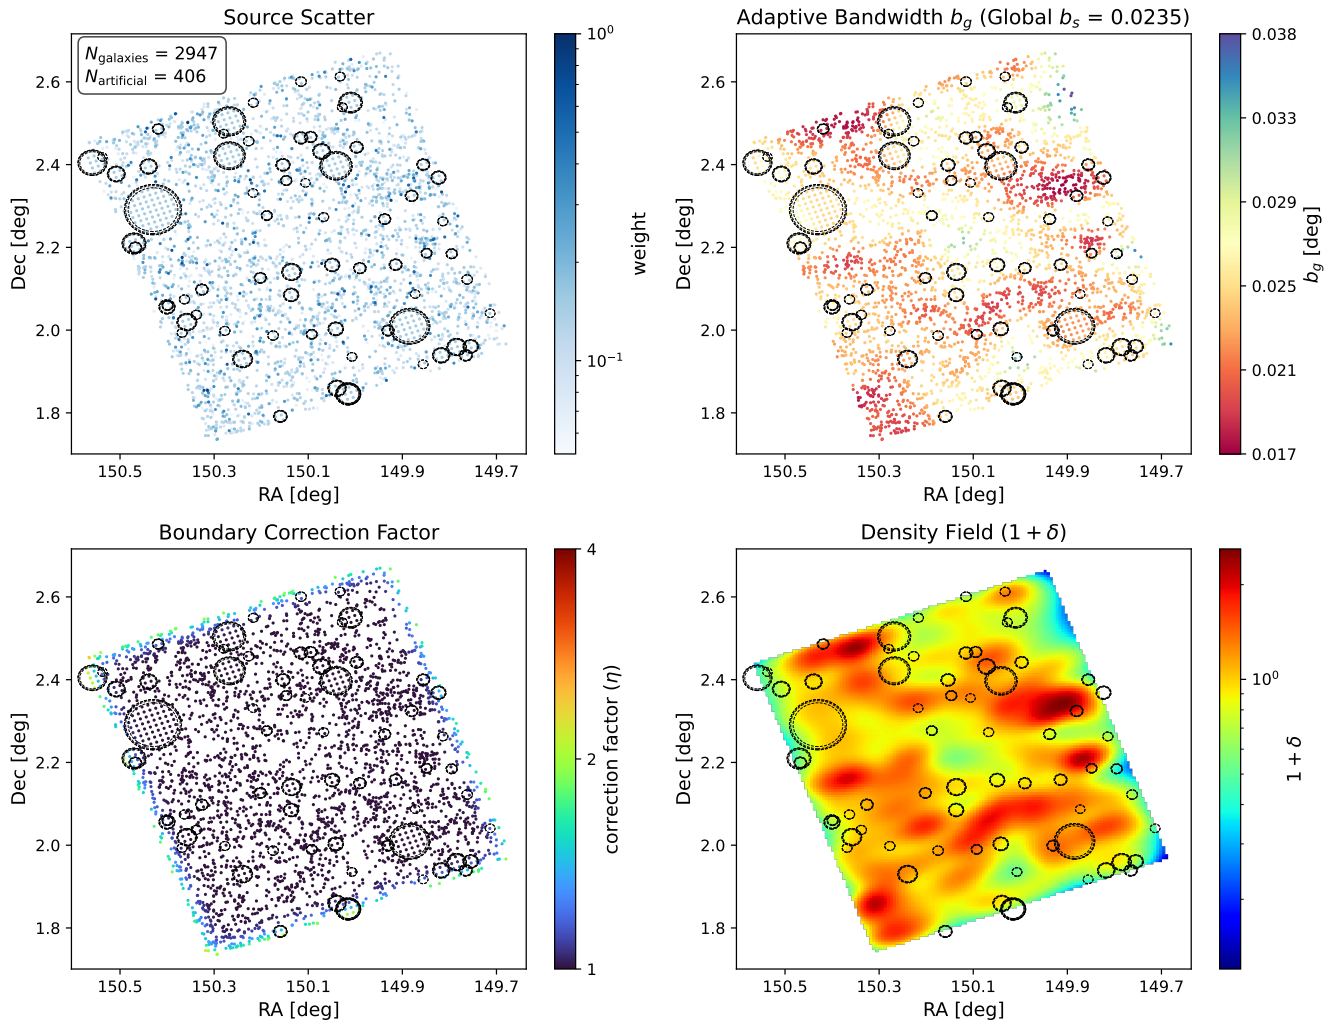 Source Scatter
N_galaxies = 2947
N_artificial = 406
2.6
2.4
2.2
2.0
1.8
Dec [deg]
150.5
150.3
150.1
149.9
149.7
RA [deg]
10⁰
10⁻¹
weight
Adaptive Bandwidth b_g (Global b_s = 0.0235)
2.6
2.4
2.2
2.0
1.8
Dec [deg]
150.5
150.3
150.1
149.9
149.7
RA [deg]
0.038
0.033
0.029
0.025
0.021
0.017
b_g [deg]
Boundary Correction Factor
2.6
2.4
2.2
2.0
1.8
Dec [deg]
150.5
150.3
150.1
149.9
149.7
RA [deg]
4
2
1
correction factor (η)
Density Field (1 + δ)
2.6
2.4
2.2
2.0
1.8
Dec [deg]
150.5
150.3
150.1
149.9
149.7
RA [deg]
10⁰
1 + δ